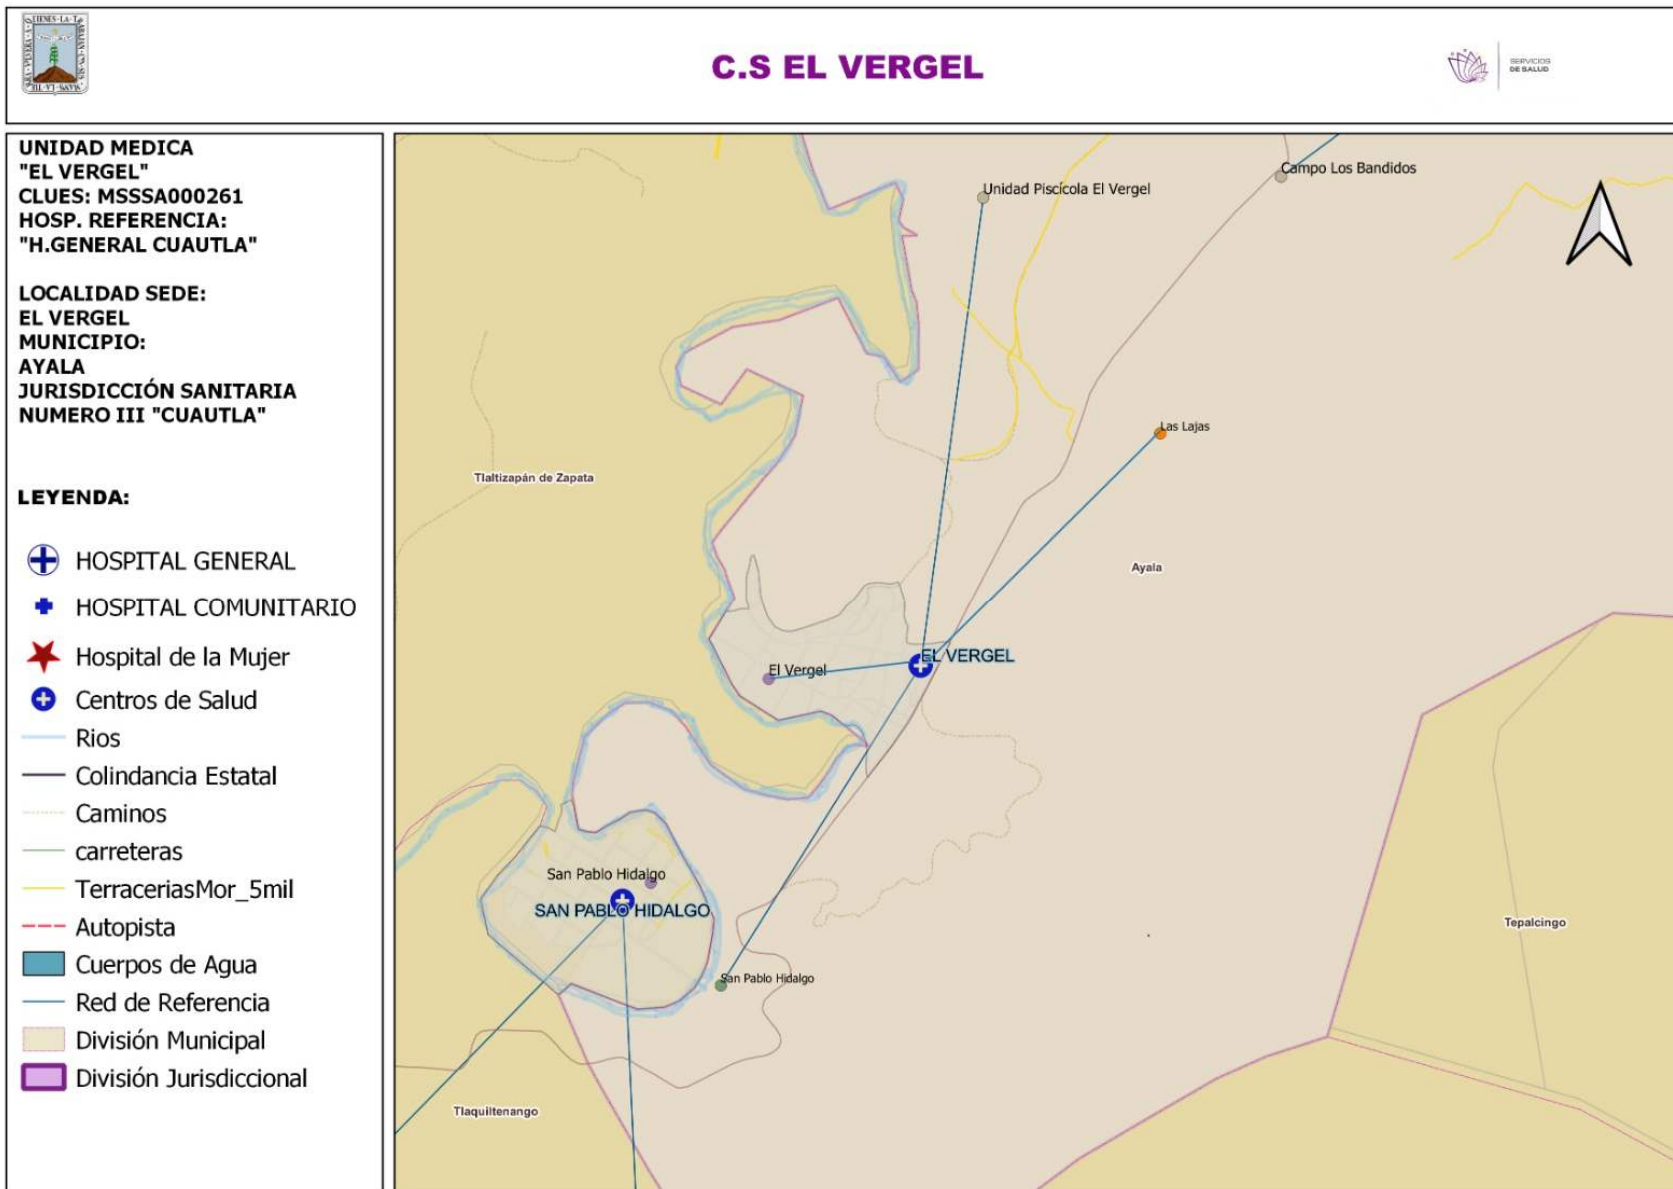 C.S EL VERGEL
SERVICIOS
DE SALUD
UNIDAD MEDICA
"EL VERGEL"
CLUES: MSSSA000261
HOSP. REFERENCIA:
"H.GENERAL CUAUTLA"
LOCALIDAD SEDE:
EL VERGEL
MUNICIPIO:
AYALA
JURISDICCIÓN SANITARIA
NUMERO III "CUAUTLA"
LEYENDA:
HOSPITAL GENERAL
HOSPITAL COMUNITARIO
Hospital de la Mujer
Centros de Salud
Rios
Colindancia Estatal
Caminos
carreteras
TerraceriasMor_5mil
Autopista
Cuerpos de Agua
Red de Referencia
División Municipal
División Jurisdiccional
Campo Los Bandidos
Unidad Piscícola El Vergel
Las Lajas
Tlaltizapán de Zapata
Ayala
EL VERGEL
El Vergel
San Pablo Hidalgo
SAN PABLO HIDALGO
Tepalcingo
San Pablo Hidalgo
Tlaquiltenango